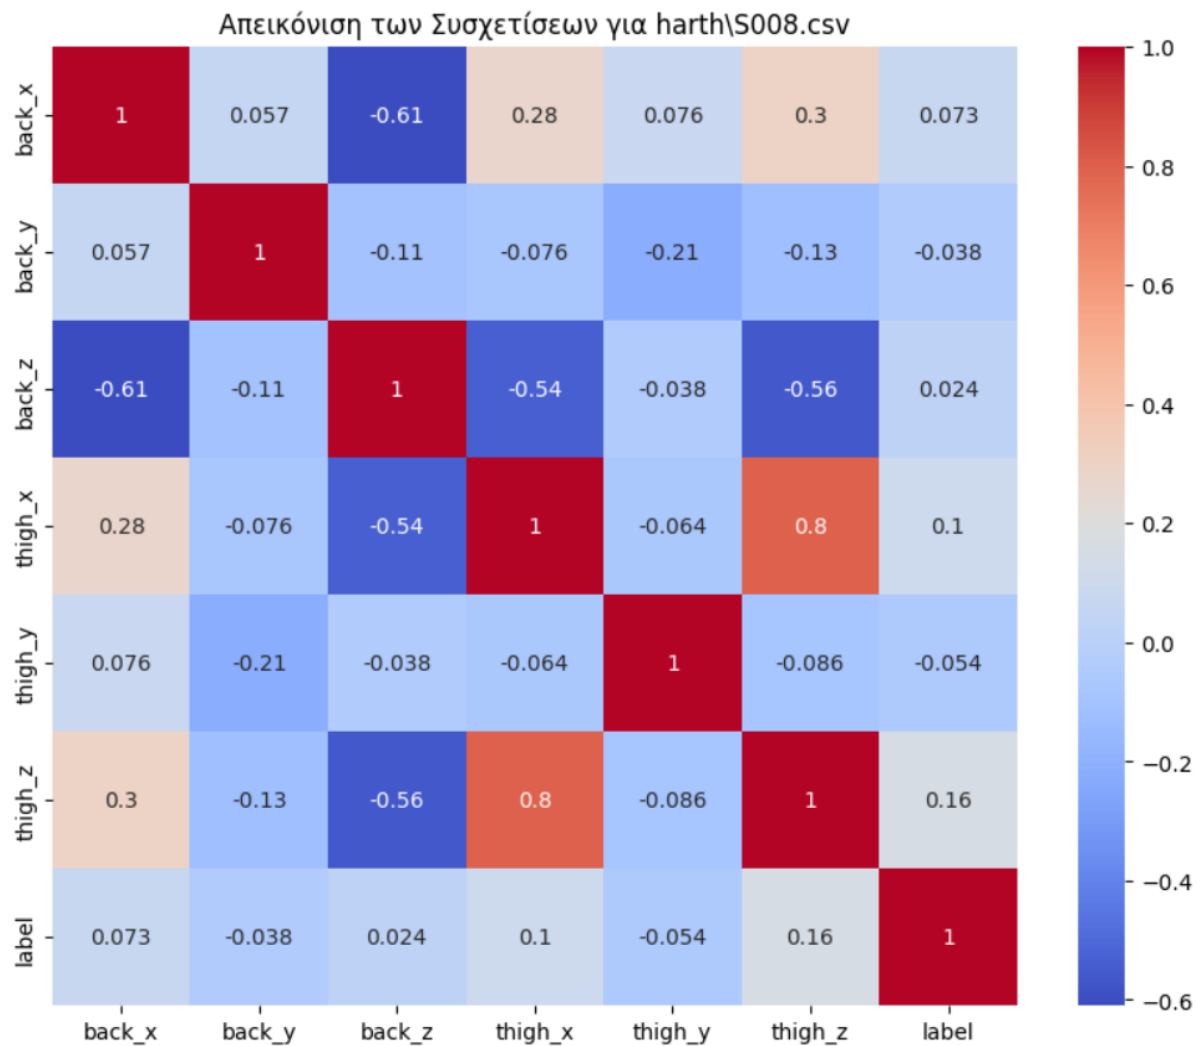 Απεικόνιση των Συσχετίσεων για harth\S008.csv
back_x 1 0.057 -0.61 0.28 0.076 0.3 0.073
back_y 0.057 1 -0.11 -0.076 -0.21 -0.13 -0.038
back_z -0.61 -0.11 1 -0.54 -0.038 -0.56 0.024
thigh_x 0.28 -0.076 -0.54 1 -0.064 0.8 0.1
thigh_y 0.076 -0.21 -0.038 -0.064 1 -0.086 -0.054
thigh_z 0.3 -0.13 -0.56 0.8 -0.086 1 0.16
label 0.073 -0.038 0.024 0.1 -0.054 0.16 1
back_x back_y back_z thigh_x thigh_y thigh_z label
1.0
0.8
0.6
0.4
0.2
0.0
−0.2
−0.4
−0.6